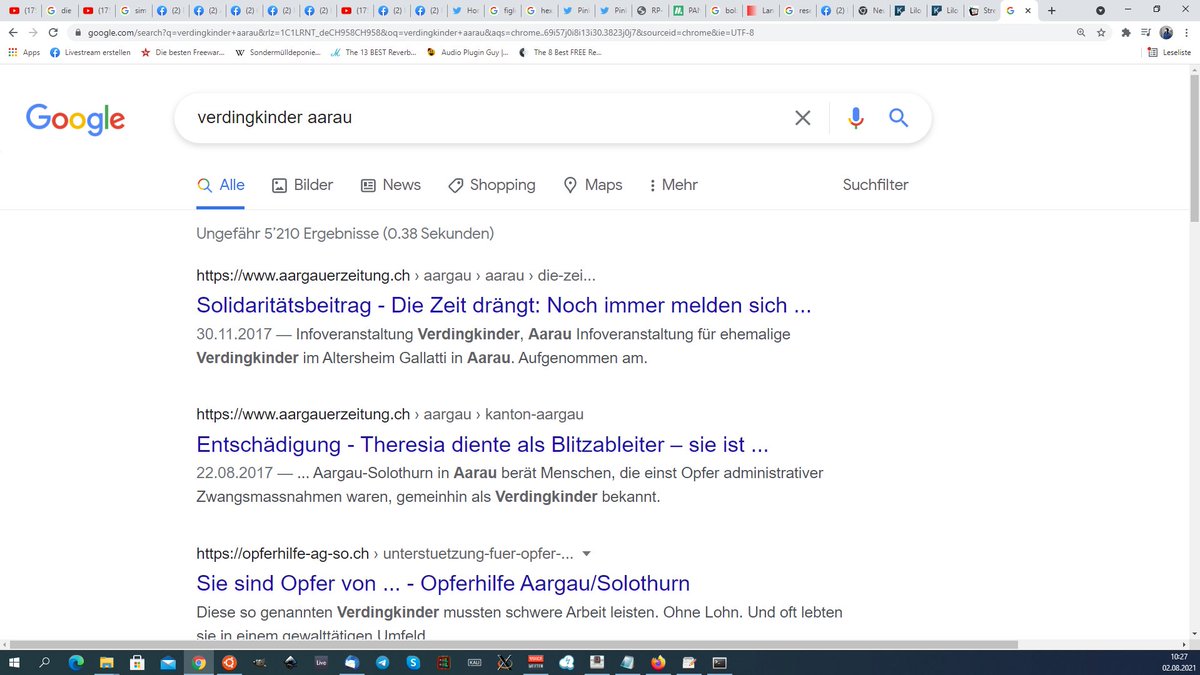 (17
die
(17
sim
(2)
(2)
(2)
(2)
(2)
(17
(2)
(2)
Ho
figl
he
Pin
Pin
RP-
PA
bol
Lar
res
(2)
Ne
Lilo
Lilo
Str
google.com/search?q=verdingkinder+aarau&rlz=1C1LRNT_deCH958CH958&oq=verdingkinder+aarau&aqs=chrome..69i57j0i8i13i30.3823j0j7&sourceid=chrome&ie=UTF-8
Apps
Livestream erstellen
Die besten Freewar...
Sondermülldeponie...
The 13 BEST Reverb...
Audio Plugin Guy |...
The 8 Best FREE Re...
Leseliste
Google
verdingkinder aarau
Alle
Bilder
News
Shopping
Maps
Mehr
Suchfilter
Ungefähr 5’210 Ergebnisse (0.38 Sekunden)
https://www.aargauerzeitung.ch › aargau › aarau › die-zei...
Solidaritätsbeitrag - Die Zeit drängt: Noch immer melden sich ...
30.11.2017 — Infoveranstaltung Verdingkinder, Aarau Infoveranstaltung für ehemalige
Verdingkinder im Altersheim Gallatti in Aarau. Aufgenommen am.
https://www.aargauerzeitung.ch › aargau › kanton-aargau
Entschädigung - Theresia diente als Blitzableiter – sie ist ...
22.08.2017 — ... Aargau-Solothurn in Aarau berät Menschen, die einst Opfer administrativer
Zwangsmassnahmen waren, gemeinhin als Verdingkinder bekannt.
https://opferhilfe-ag-so.ch › unterstuetzung-fuer-opfer-...
Sie sind Opfer von ... - Opferhilfe Aargau/Solothurn
Diese so genannten Verdingkinder mussten schwere Arbeit leisten. Ohne Lohn. Und oft lebten
sie in einem gewalttätigen Umfeld
Live
10:27
02.08.2021